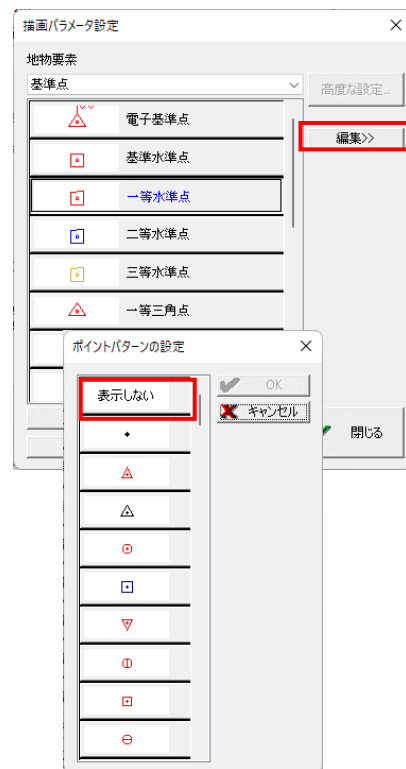 描画パラメータ設定
地物要素
基準点
高度な設定...
編集>>
電子基準点
基準水準点
一等水準点
二等水準点
三等水準点
一等三角点
閉じる
ポイントパターンの設定
表示しない
OK
キャンセル